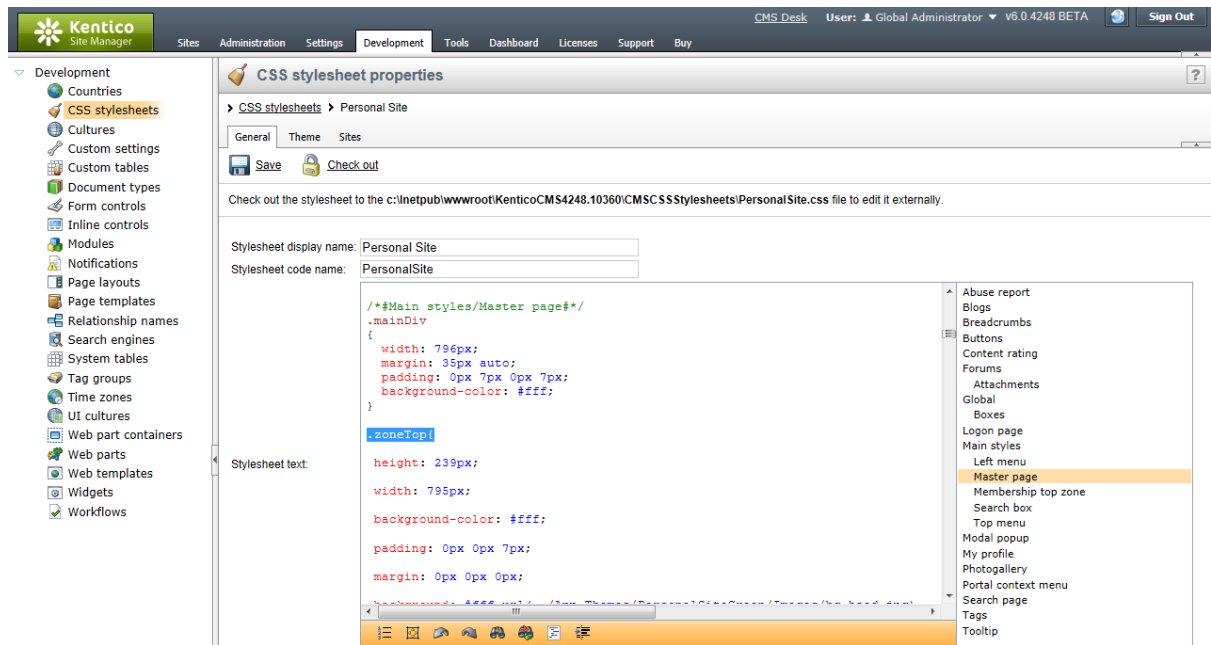 CMS Desk User: Global Administrator v6.0.4248 BETA Sign Out
Kentico
Site Manager
Sites Administration Settings Development Tools Dashboard Licenses Support Buy
Development
Countries
CSS stylesheets
Cultures
Custom settings
Custom tables
Document types
Form controls
Inline controls
Modules
Notifications
Page layouts
Page templates
Relationship names
Search engines
System tables
Tag groups
Time zones
UI cultures
Web part containers
Web parts
Web templates
Widgets
Workflows
CSS stylesheet properties ?
> CSS stylesheets > Personal Site
General Theme Sites
Save Check out
Check out the stylesheet to the c:\Inetpub\wwwroot\KenticoCMS4248.10360\CMSCSSStylesheets\PersonalSite.css file to edit it externally.
Stylesheet display name: Personal Site
Stylesheet code name: PersonalSite
Stylesheet text:
/*#Main styles/Master page#*/
.mainDiv
{
width: 796px;
margin: 35px auto;
padding: 0px 7px 0px 7px;
background-color: #fff;
}
.zoneTop{
height: 239px;
width: 795px;
background-color: #fff;
padding: 0px 0px 7px;
margin: 0px 0px 0px;
Abuse report
Blogs
Breadcrumbs
Buttons
Content rating
Forums
Attachments
Global
Boxes
Logon page
Main styles
Left menu
Master page
Membership top zone
Search box
Top menu
Modal popup
My profile
Photogallery
Portal context menu
Search page
Tags
Tooltip